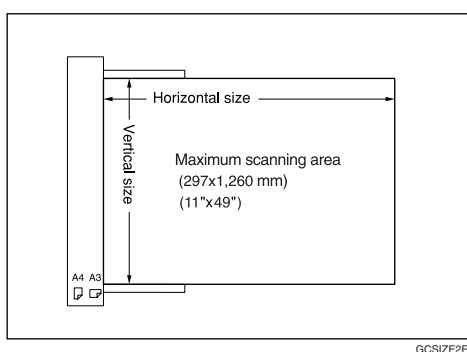 Horizontal size
Vertical size
Maximum scanning area
(297x1,260 mm)
(11"x49")
A4 A3
GCSIZE2E